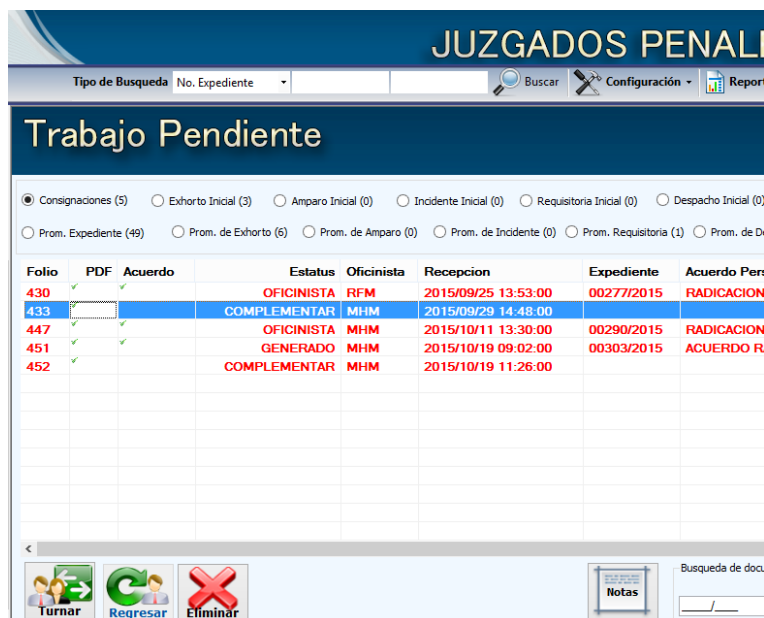 JUZGADOS PENAL
Tipo de Busqueda No. Expediente Buscar Configuración Report
Trabajo Pendiente
Consignaciones (5) Exhorto Inicial (3) Amparo Inicial (0) Incidente Inicial (0) Requisitoria Inicial (0) Despacho Inicial (0)
Prom. Expediente (49) Prom. de Exhorto (6) Prom. de Amparo (0) Prom. de Incidente (0) Prom. Requisitoria (1) Prom. de De
Folio PDF Acuerdo Estatus Oficinista Recepcion Expediente Acuerdo Pers
430 OFICINISTA RFM 2015/09/25 13:53:00 00277/2015 RADICACION
433 COMPLEMENTAR MHM 2015/09/29 14:48:00
447 OFICINISTA MHM 2015/10/11 13:30:00 00290/2015 RADICACION
451 GENERADO MHM 2015/10/19 09:02:00 00303/2015 ACUERDO RA
452 COMPLEMENTAR MHM 2015/10/19 11:26:00
Turnar Regresar Eliminar Notas
Busqueda de docu